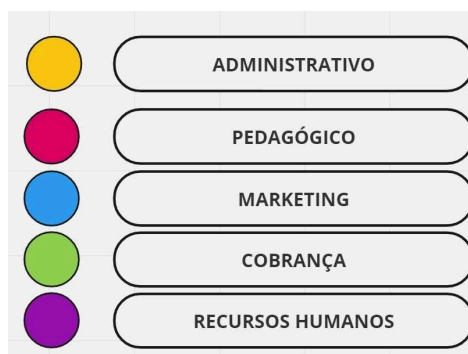 ADMINISTRATIVO
PEDAGÓGICO
MARKETING
COBRANÇA
RECURSOS HUMANOS